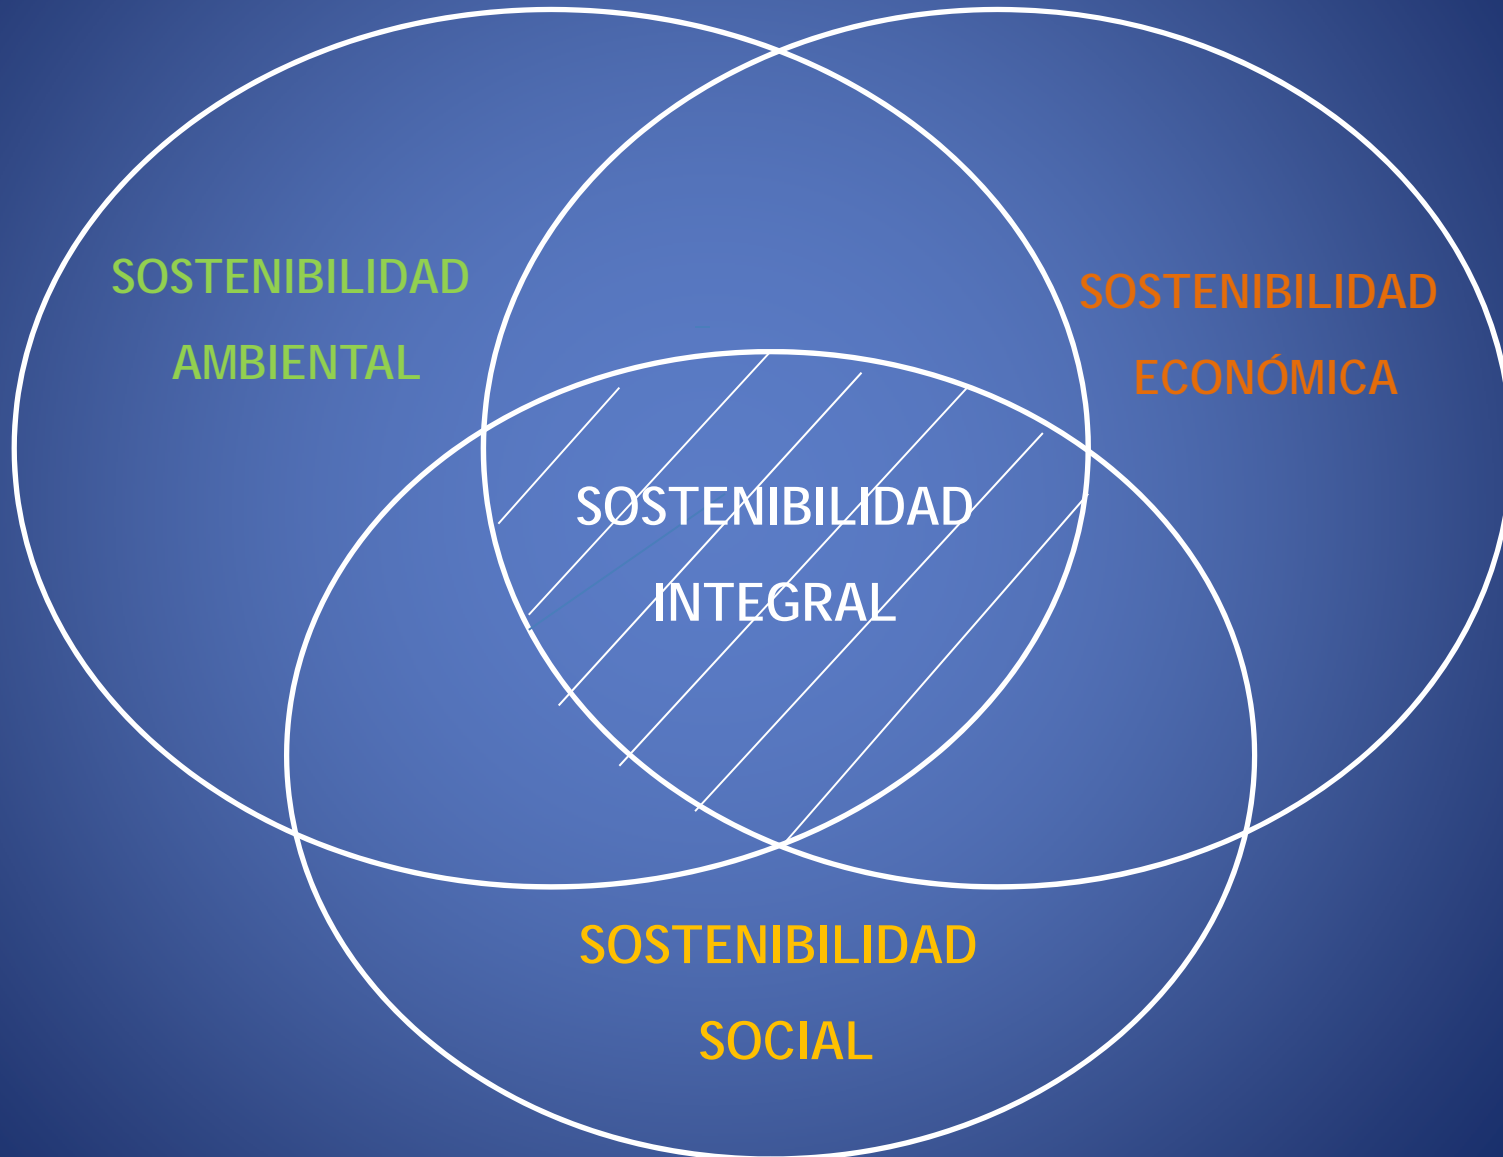 SOSTENIBILIDAD
AMBIENTAL
SOSTENIBILIDAD
ECONÓMICA
SOSTENIBILIDAD
INTEGRAL
SOSTENIBILIDAD
SOCIAL